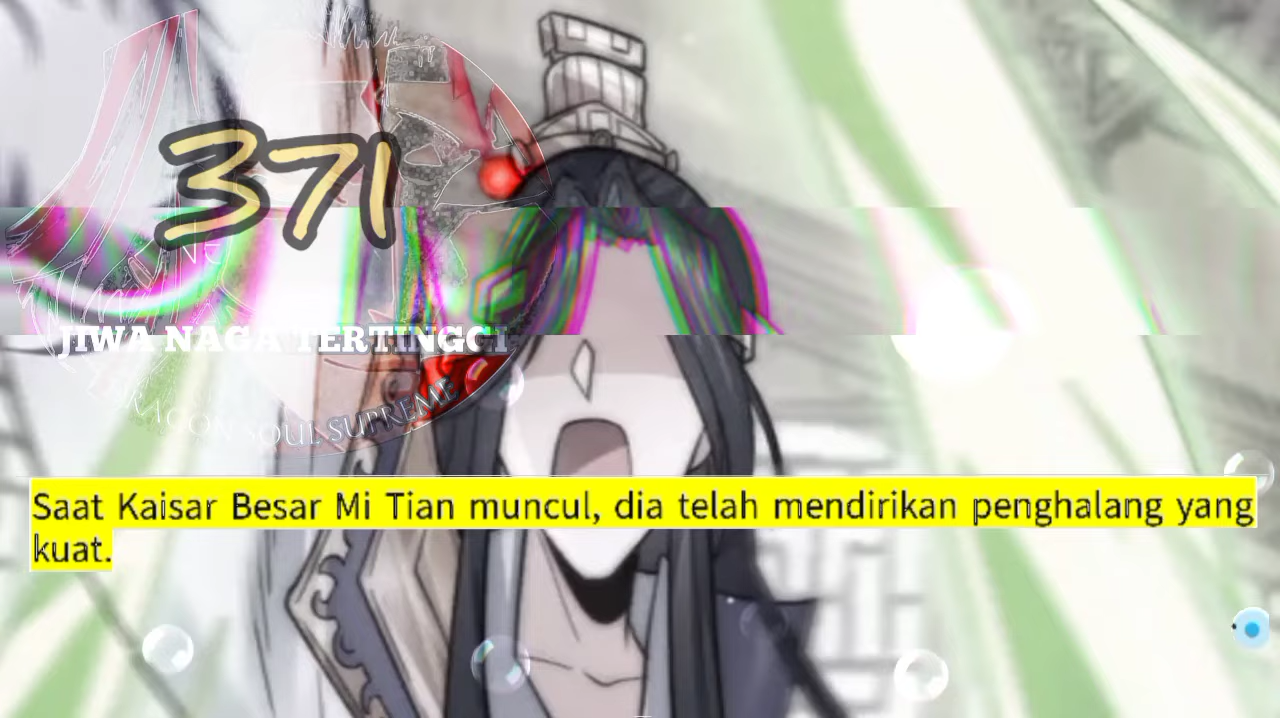 371
JIWA NAGA TERTINGGI
DRAGON SOUL SUPREME
Saat Kaisar Besar Mi Tian muncul, dia telah mendirikan penghalang yang
kuat.